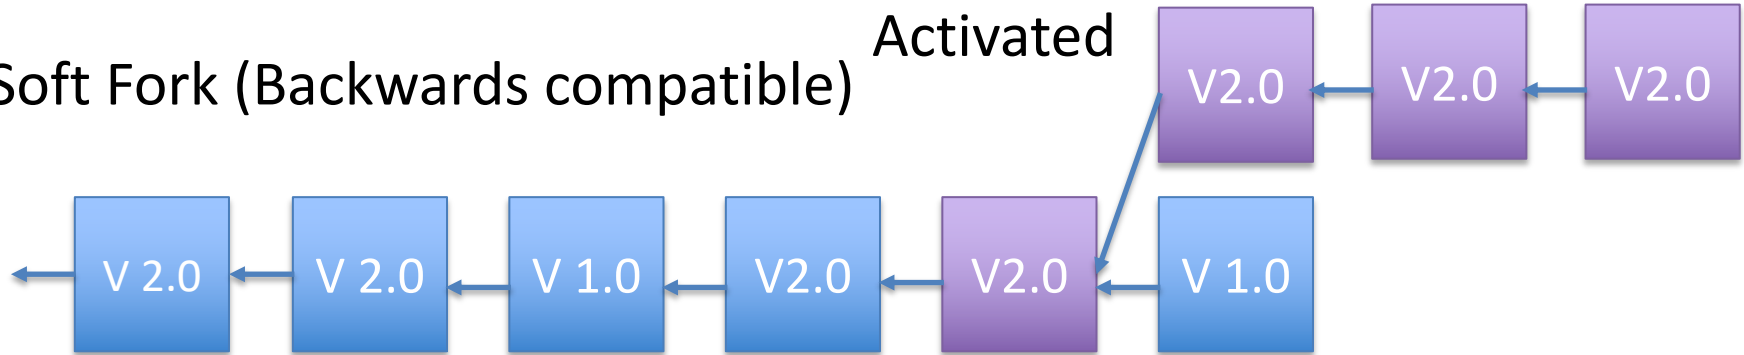 Activated
Soft Fork (Backwards compatible)
V2.0 V2.0 V2.0
V 2.0 V 2.0 V 1.0 V2.0 V2.0 V 1.0